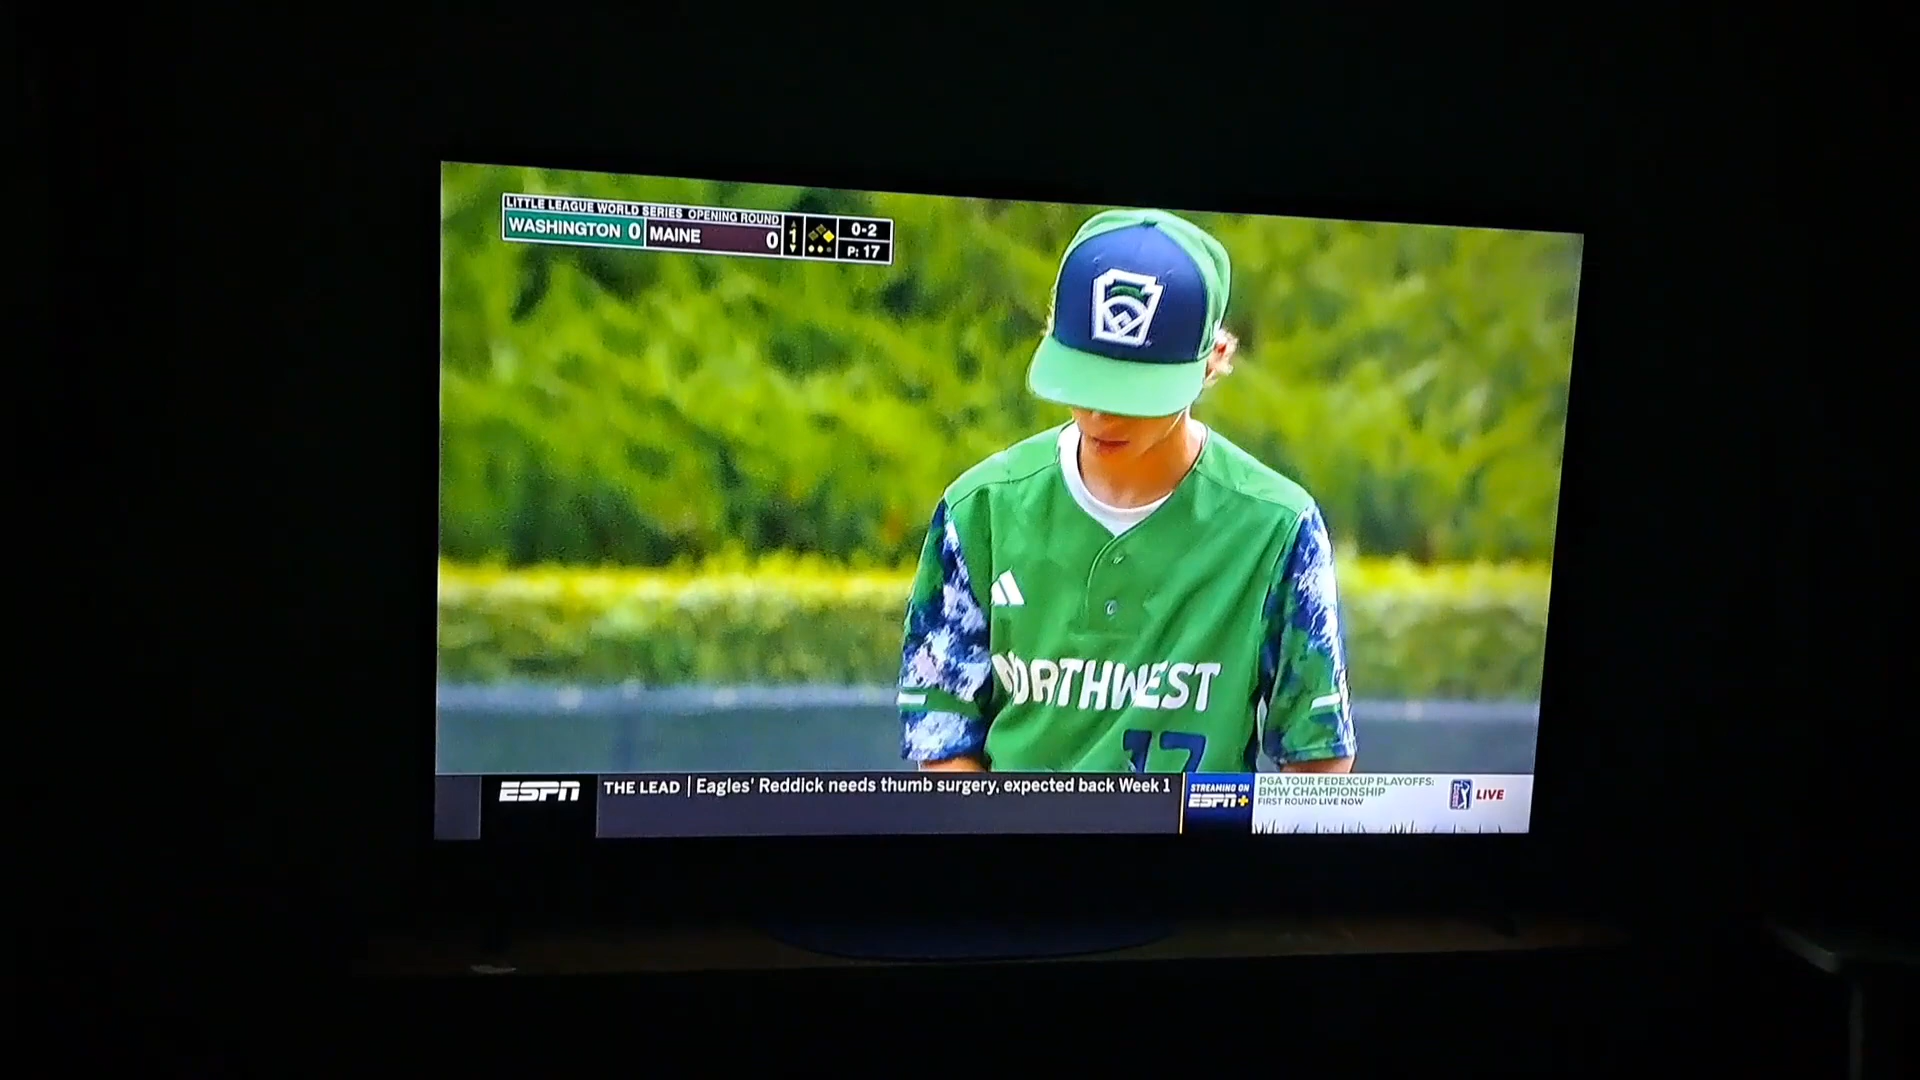 LITTLE LEAGUE WORLD SERIES OPENING ROUND
WASHINGTON 0 MAINE 0 1 0-2
P: 17
NORTHWEST
17
ESPN THE LEAD | Eagles' Reddick needs thumb surgery, expected back Week 1
STREAMING ON
ESPN+
PGA TOUR FEDEXCUP PLAYOFFS:
BMW CHAMPIONSHIP
FIRST ROUND LIVE NOW
LIVE